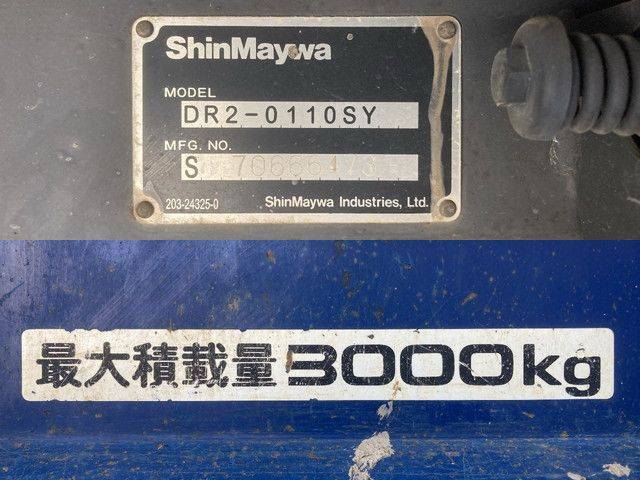 ShinMaywa
MODEL
DR2-0110SY
MFG. NO.
S
203-24325-0 ShinMaywa Industries, Ltd.
最大積載量3000kg